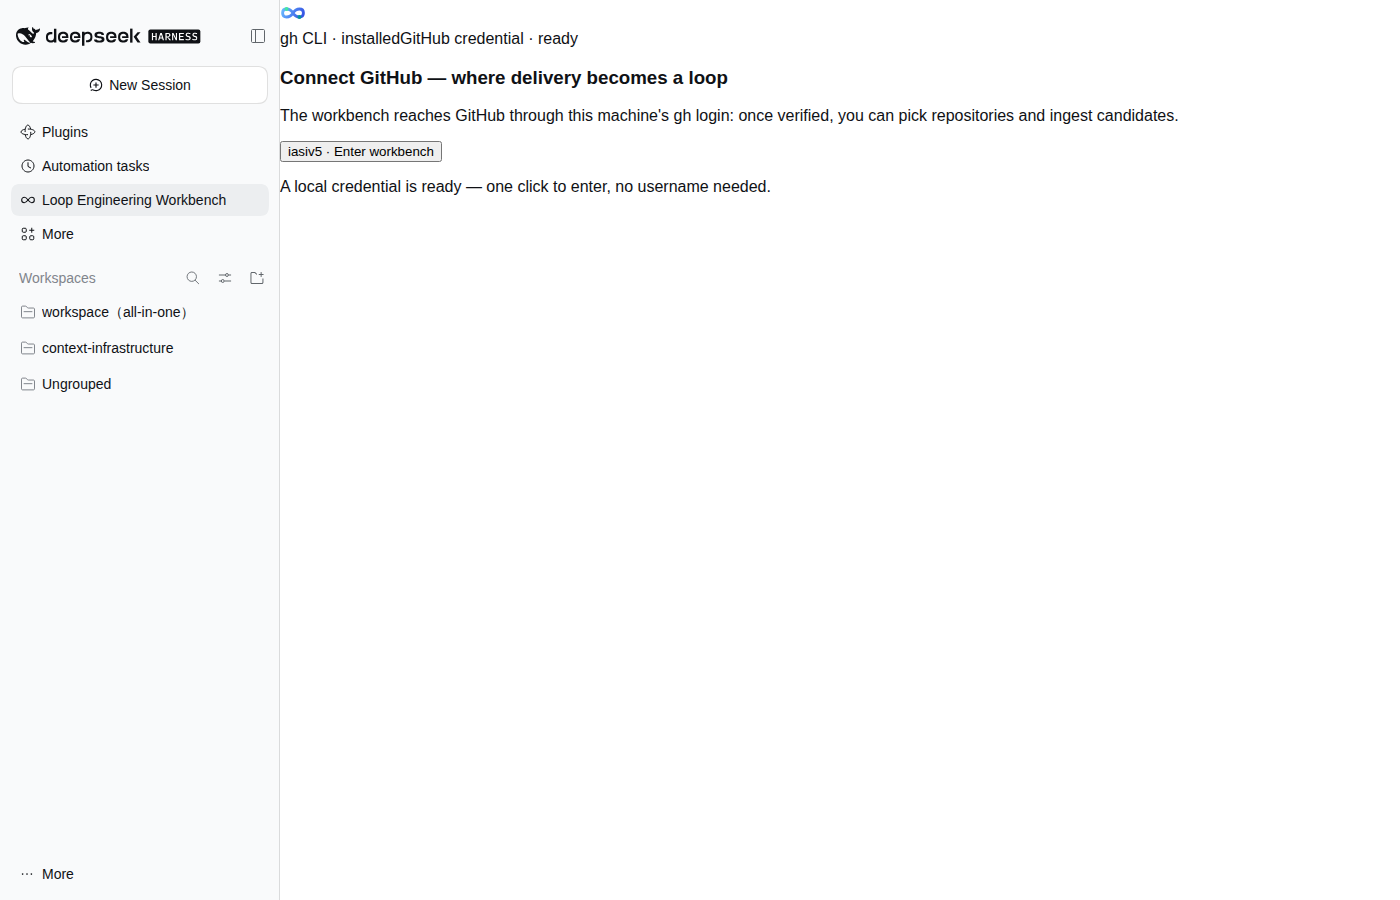 deepseek HARNESS
New Session
Plugins
Automation tasks
Loop Engineering Workbench
More
Workspaces
workspace（all-in-one）
context-infrastructure
Ungrouped
More
gh CLI · installedGitHub credential · ready
Connect GitHub — where delivery becomes a loop
The workbench reaches GitHub through this machine's gh login: once verified, you can pick repositories and ingest candidates.
iasiv5 · Enter workbench
A local credential is ready — one click to enter, no username needed.